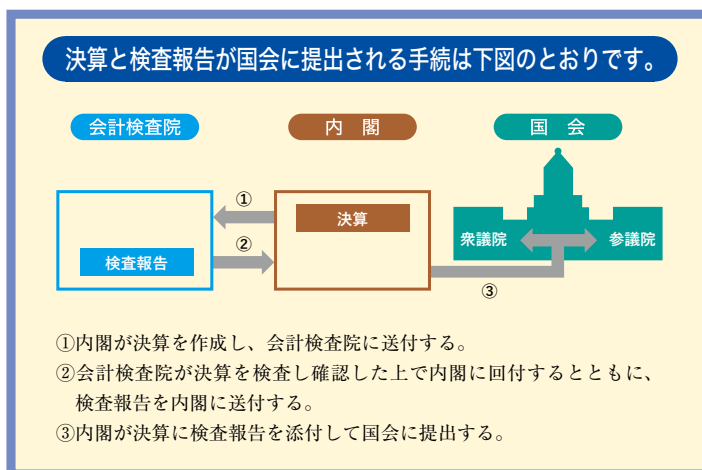 決算と検査報告が国会に提出される手続は下図のとおりです。
会計検査院
内 閣
国 会
①
決算
②
検査報告
衆議院
参議院
③
①内閣が決算を作成し、会計検査院に送付する。
②会計検査院が決算を検査し確認した上で内閣に回付するとともに、
検査報告を内閣に送付する。
③内閣が決算に検査報告を添付して国会に提出する。